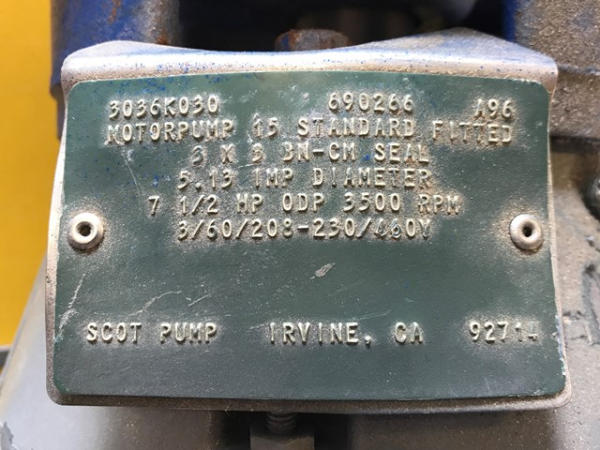 3036K030 690266 A96
MOTORPUMP 15 STANDARD FITTED
3 X 3 BN-CM SEAL
5.13 IMP DIAMETER
7 1/2 HP ODP 3500 RPM
3/60/208-230/460V
SCOT PUMP IRVINE, CA 92714